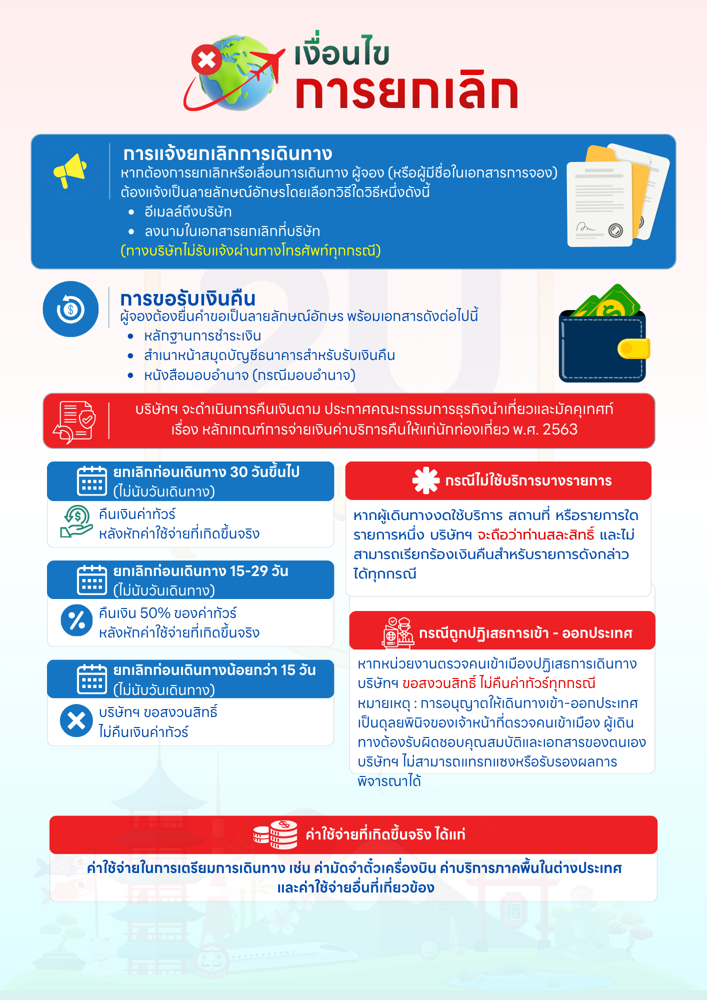 เงื่อนไข
การยกเลิก
การแจ้งยกเลิกการเดินทาง
หากต้องการยกเลิกหรือเลื่อนการเดินทาง ผู้จอง (หรือผู้มีชื่อในเอกสารการจอง)
ต้องแจ้งเป็นลายลักษณ์อักษรโดยเลือกวิธีใดวิธีหนึ่งดังนี้
• อีเมลล์ถึงบริษัท
• ลงนามในเอกสารยกเลิกที่บริษัท
(ทางบริษัทไม่รับแจ้งผ่านทางโทรศัพท์ทุกกรณี)
การขอรับเงินคืน
ผู้จองต้องยื่นคำขอเป็นลายลักษณ์อักษร พร้อมเอกสารดังต่อไปนี้
• หลักฐานการชำระเงิน
• สำเนาหน้าสมุดบัญชีธนาคารสำหรับรับเงินคืน
• หนังสือมอบอำนาจ (กรณีมอบอำนาจ)
บริษัทฯ จะดำเนินการคืนเงินตาม ประกาศคณะกรรมการธุรกิจนำเที่ยวและมัคคุเทศก์
เรื่อง หลักเกณฑ์การจ่ายเงินค่าบริการคืนให้แก่นักท่องเที่ยว พ.ศ. 2563
ยกเลิกก่อนเดินทาง 30 วันขึ้นไป
(ไม่นับวันเดินทาง)
คืนเงินค่าทัวร์
หลังหักค่าใช้จ่ายที่เกิดขึ้นจริง
ยกเลิกก่อนเดินทาง 15-29 วัน
(ไม่นับวันเดินทาง)
คืนเงิน 50% ของค่าทัวร์
หลังหักค่าใช้จ่ายที่เกิดขึ้นจริง
ยกเลิกก่อนเดินทางน้อยกว่า 15 วัน
(ไม่นับวันเดินทาง)
บริษัทฯ ขอสงวนสิทธิ์
ไม่คืนเงินค่าทัวร์
กรณีไม่ใช้บริการบางรายการ
หากผู้เดินทางงดใช้บริการ สถานที่ หรือรายการใด
รายการหนึ่ง บริษัทฯ จะถือว่าท่านสละสิทธิ์ และไม่
สามารถเรียกร้องเงินคืนสำหรับรายการดังกล่าว
ได้ทุกกรณี
กรณีถูกปฏิเสธการเข้า - ออกประเทศ
หากหน่วยงานตรวจคนเข้าเมืองปฏิเสธการเดินทาง
บริษัทฯ ขอสงวนสิทธิ์ ไม่คืนค่าทัวร์ทุกกรณี
หมายเหตุ : การอนุญาตให้เดินทางเข้า-ออกประเทศ
เป็นดุลยพินิจของเจ้าหน้าที่ตรวจคนเข้าเมือง ผู้เดิน
ทางต้องรับผิดชอบคุณสมบัติและเอกสารของตนเอง
บริษัทฯ ไม่สามารถแทรกแซงหรือรับรองผลการ
พิจารณาได้
ค่าใช้จ่ายที่เกิดขึ้นจริง ได้แก่
ค่าใช้จ่ายในการเตรียมการเดินทาง เช่น ค่ามัดจำตั๋วเครื่องบิน ค่าบริการภาคพื้นในต่างประเทศ
และค่าใช้จ่ายอื่นที่เกี่ยวข้อง
2U
酒